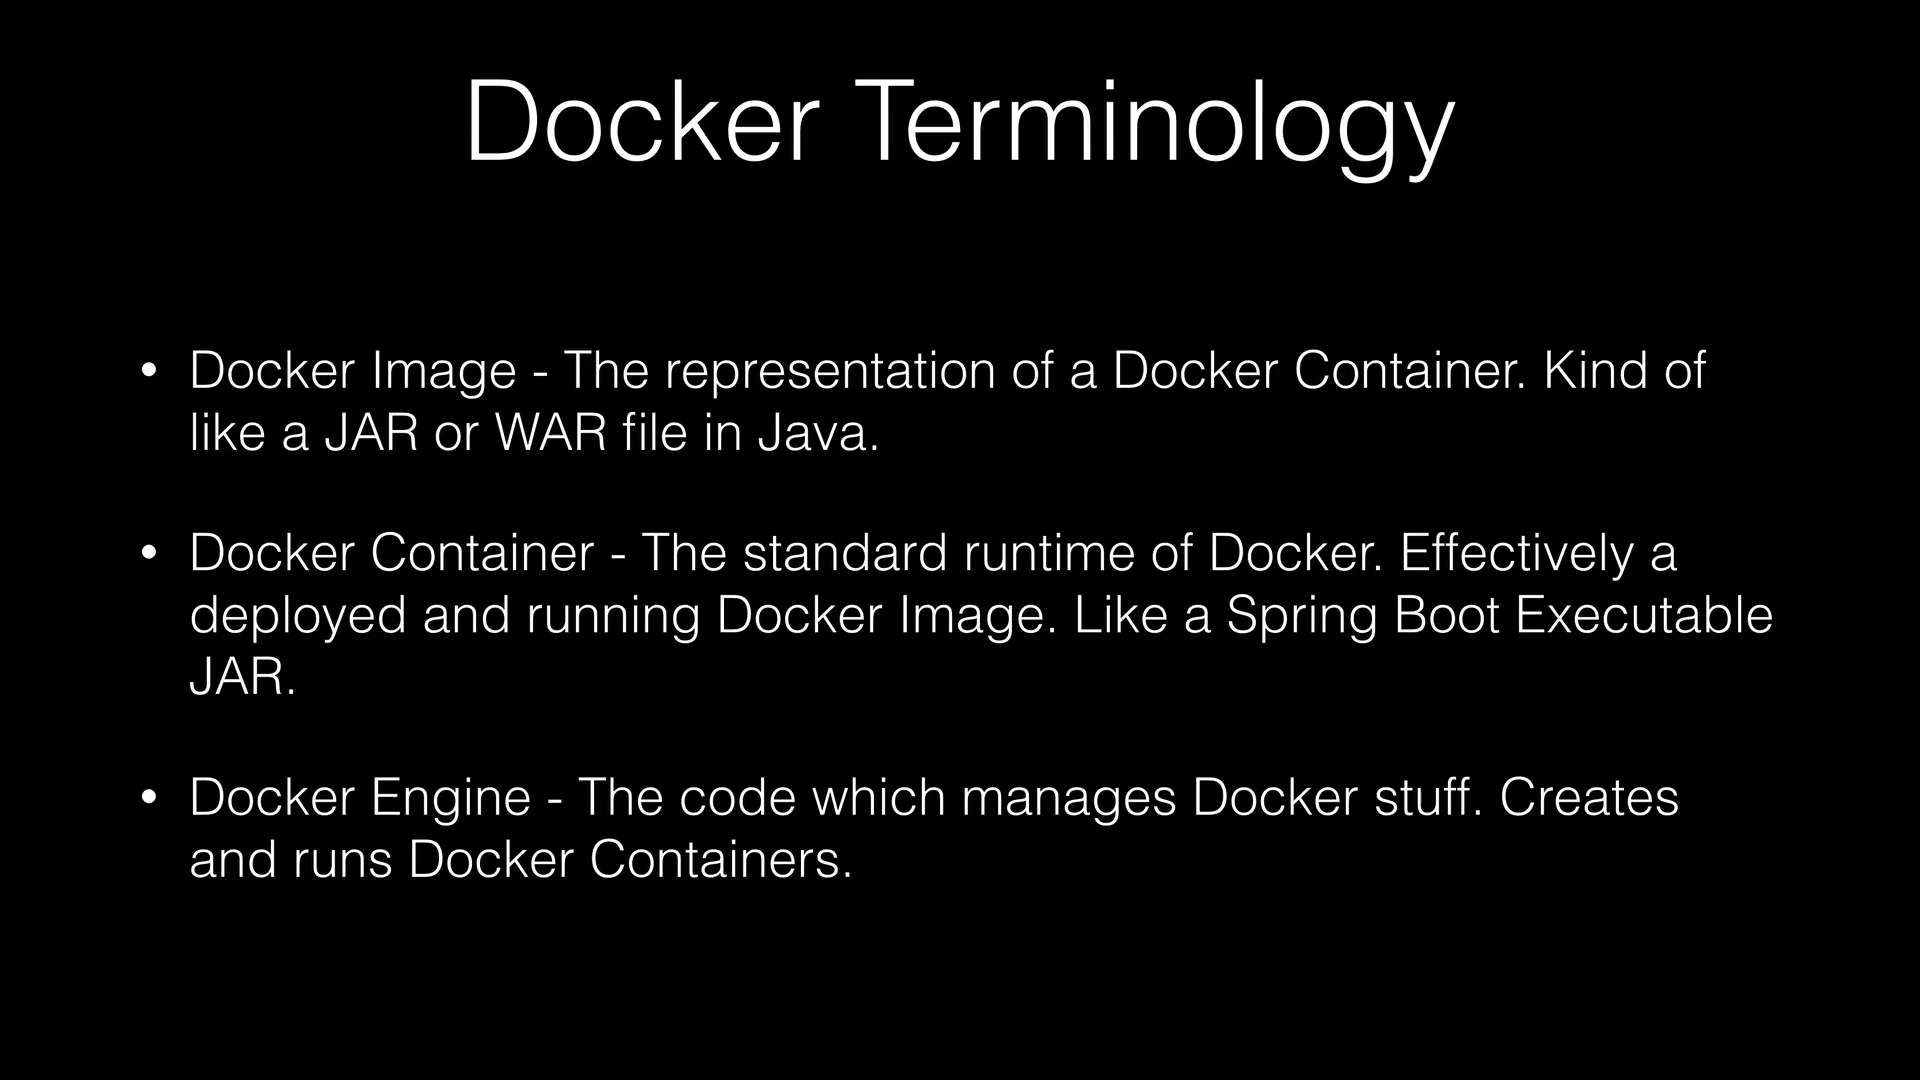 Docker Terminology
• Docker Image - The representation of a Docker Container. Kind of
like a JAR or WAR file in Java.
• Docker Container - The standard runtime of Docker. Effectively a
deployed and running Docker Image. Like a Spring Boot Executable
JAR.
• Docker Engine - The code which manages Docker stuff. Creates
and runs Docker Containers.